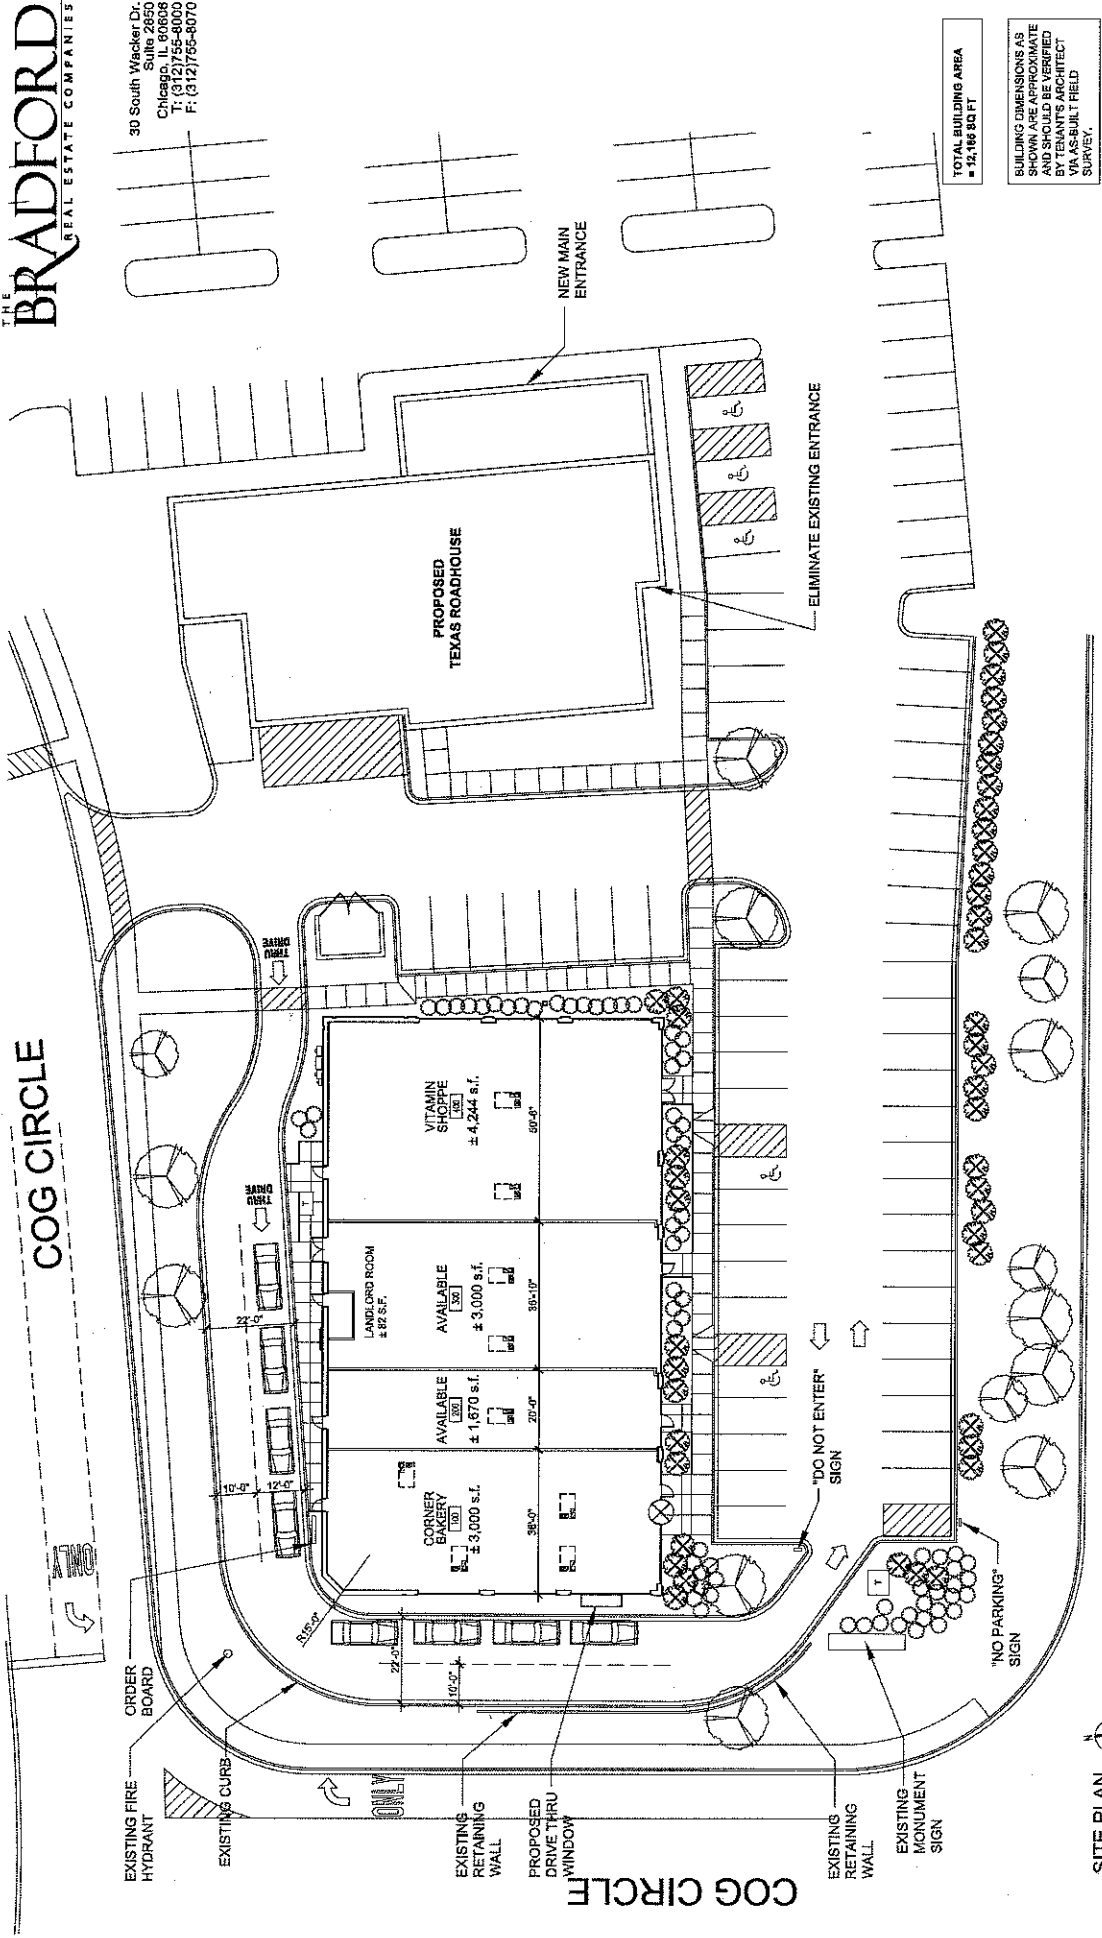 THE
BRADFORD
REAL ESTATE COMPANIES
30 South Wacker Dr.
Suite 2850
Chicago, IL 60606
T: (312)755-8000
F: (312)755-8070
COG CIRCLE
ONLY
THRU
DRIVE
THRU
DRIVE
NEW MAIN
ENTRANCE
PROPOSED
TEXAS ROADHOUSE
ELIMINATE EXISTING ENTRANCE
TOTAL BUILDING AREA
= 12,166 SQ FT
BUILDING DIMENSIONS AS
SHOWN ARE APPROXIMATE
AND SHOULD BE VERIFIED
BY TENANT'S ARCHITECT
VIA AS-BUILT FIELD
SURVEY.
ORDER
BOARD
EXISTING FIRE
HYDRANT
EXISTING CURB
22'-0"
10'-0"
12'-0"
R15'-0"
22'-0"
10'-0"
CORNER
BAKERY
100
± 3,000 s.f.
36'-0"
AVAILABLE
200
± 1,670 s.f.
20'-0"
LANDLORD ROOM
± 82 S.F.
AVAILABLE
300
± 3,000 s.f.
VITAMIN
SHOPPE
400
± 4,244 s.f.
ONLY
EXISTING
RETAINING
WALL
PROPOSED
DRIVE THRU
WINDOW
COG CIRCLE
"DO NOT ENTER"
SIGN
T
T
EXISTING
RETAINING
WALL
EXISTING
MONUMENT
SIGN
"NO PARKING"
SIGN
SITE PLAN
N